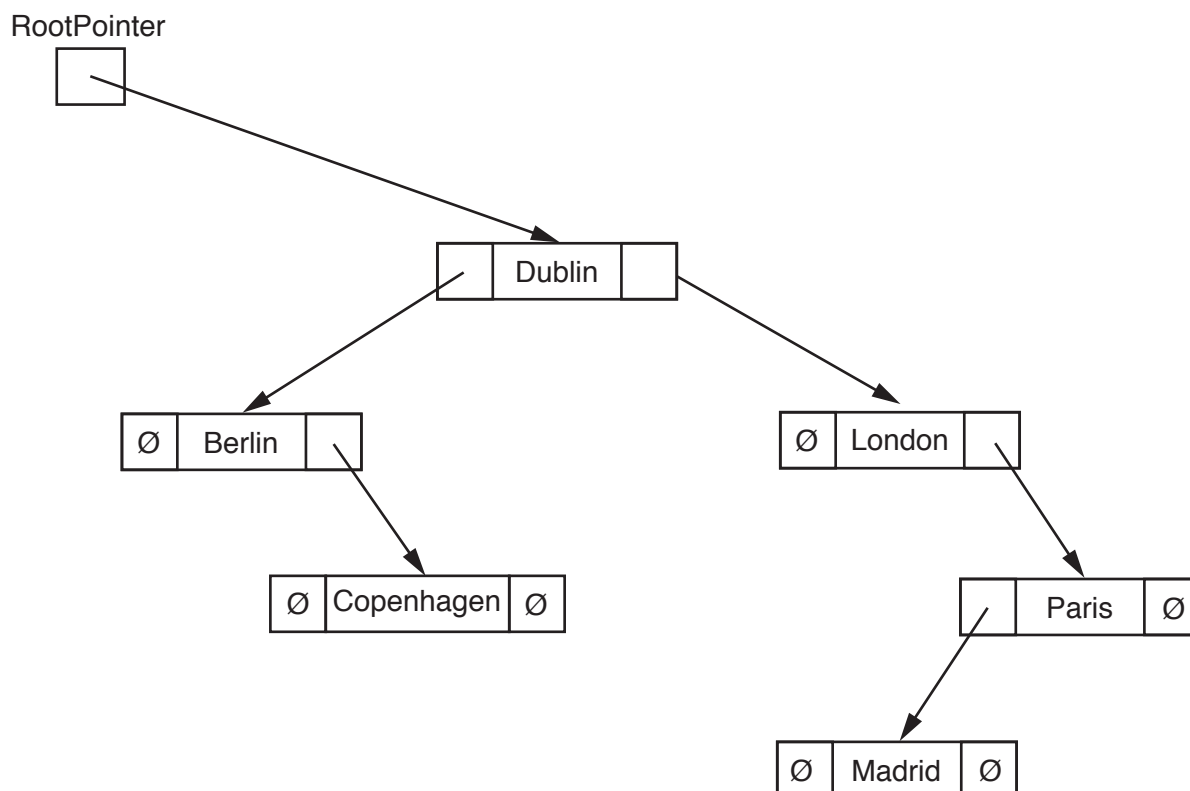 RootPointer
Dublin
Ø Berlin
Ø London
Ø Copenhagen Ø
Paris Ø
Ø Madrid Ø